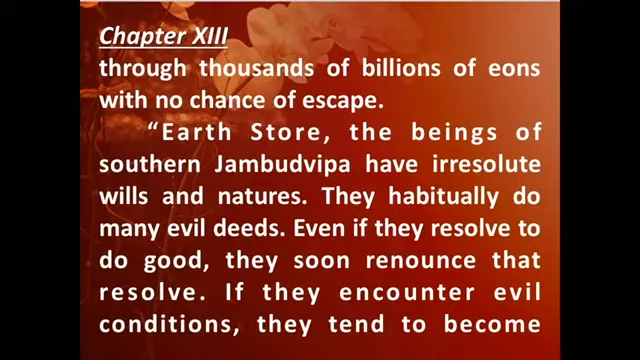 Chapter XIII
through thousands of billions of eons
with no chance of escape.
“Earth Store, the beings of
southern Jambudvipa have irresolute
wills and natures. They habitually do
many evil deeds. Even if they resolve to
do good, they soon renounce that
resolve. If they encounter evil
conditions, they tend to become